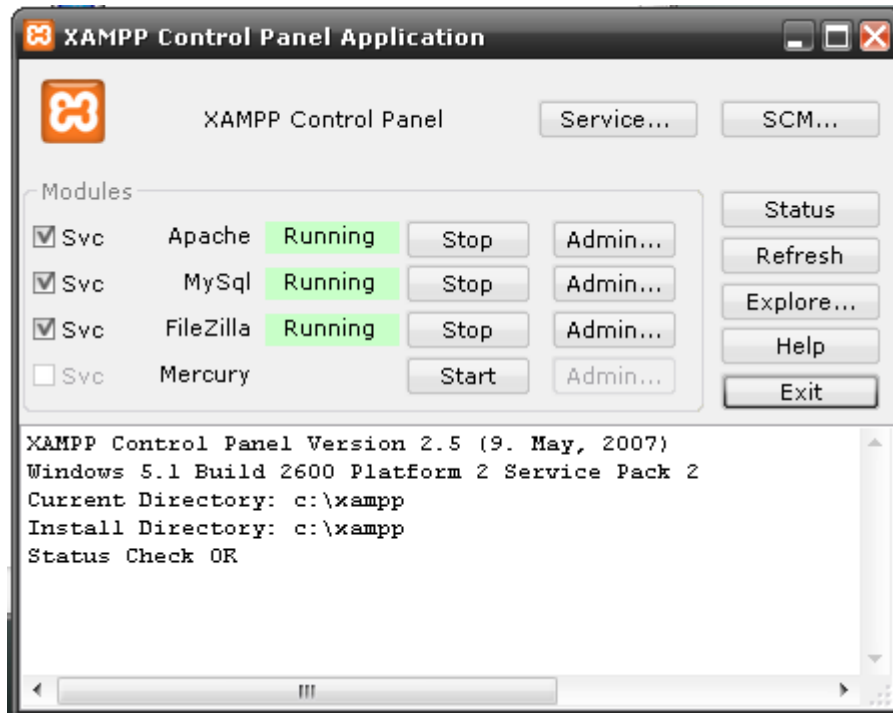 XAMPP Control Panel Application
XAMPP Control Panel Service... SCM...
Modules
Svc Apache Running Stop Admin...
Svc MySql Running Stop Admin...
Svc FileZilla Running Stop Admin...
Svc Mercury Start Admin...
Status
Refresh
Explore...
Help
Exit
XAMPP Control Panel Version 2.5 (9. May, 2007)
Windows 5.1 Build 2600 Platform 2 Service Pack 2
Current Directory: c:\xampp
Install Directory: c:\xampp
Status Check OK